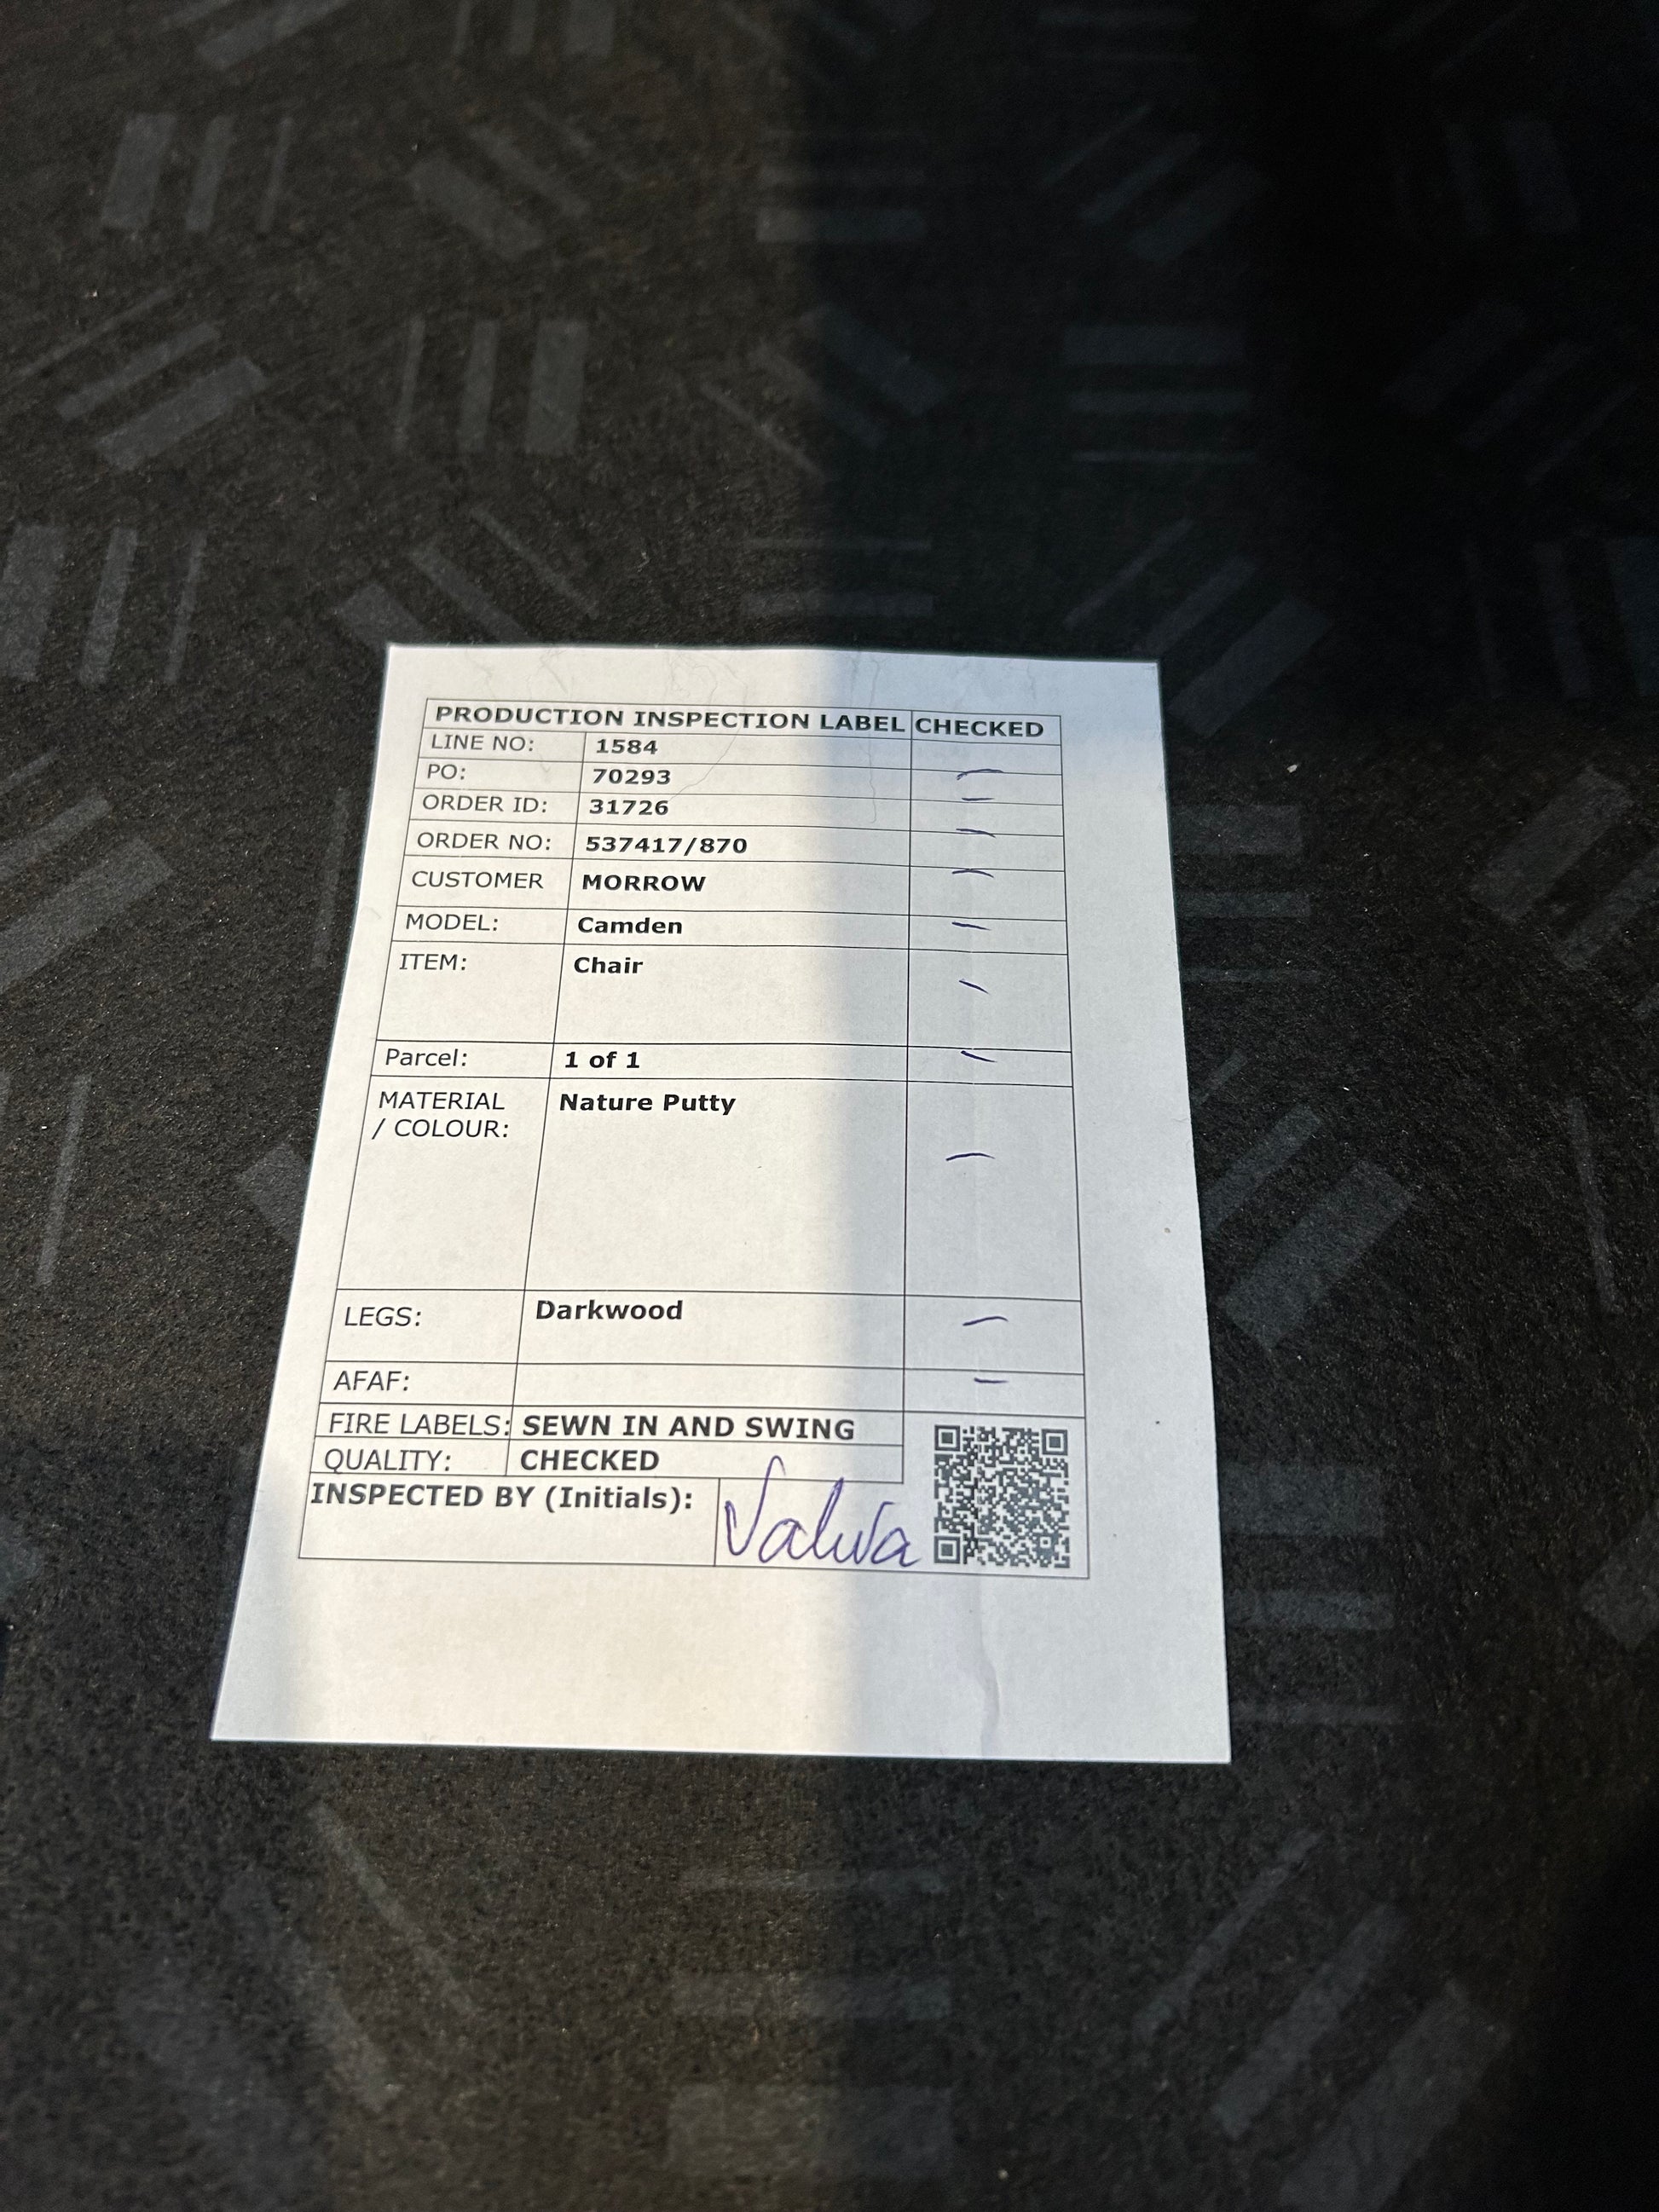 PRODUCTION INSPECTION LABEL CHECKED
LINE NO: 1584
PO: 70293
ORDER ID: 31726
ORDER NO: 537417/870
CUSTOMER MORROW
MODEL: Camden
ITEM: Chair
Parcel: 1 of 1
MATERIAL Nature Putty
/ COLOUR:
LEGS: Darkwood
AFAF:
FIRE LABELS: SEWN IN AND SWING
QUALITY: CHECKED
INSPECTED BY (Initials):